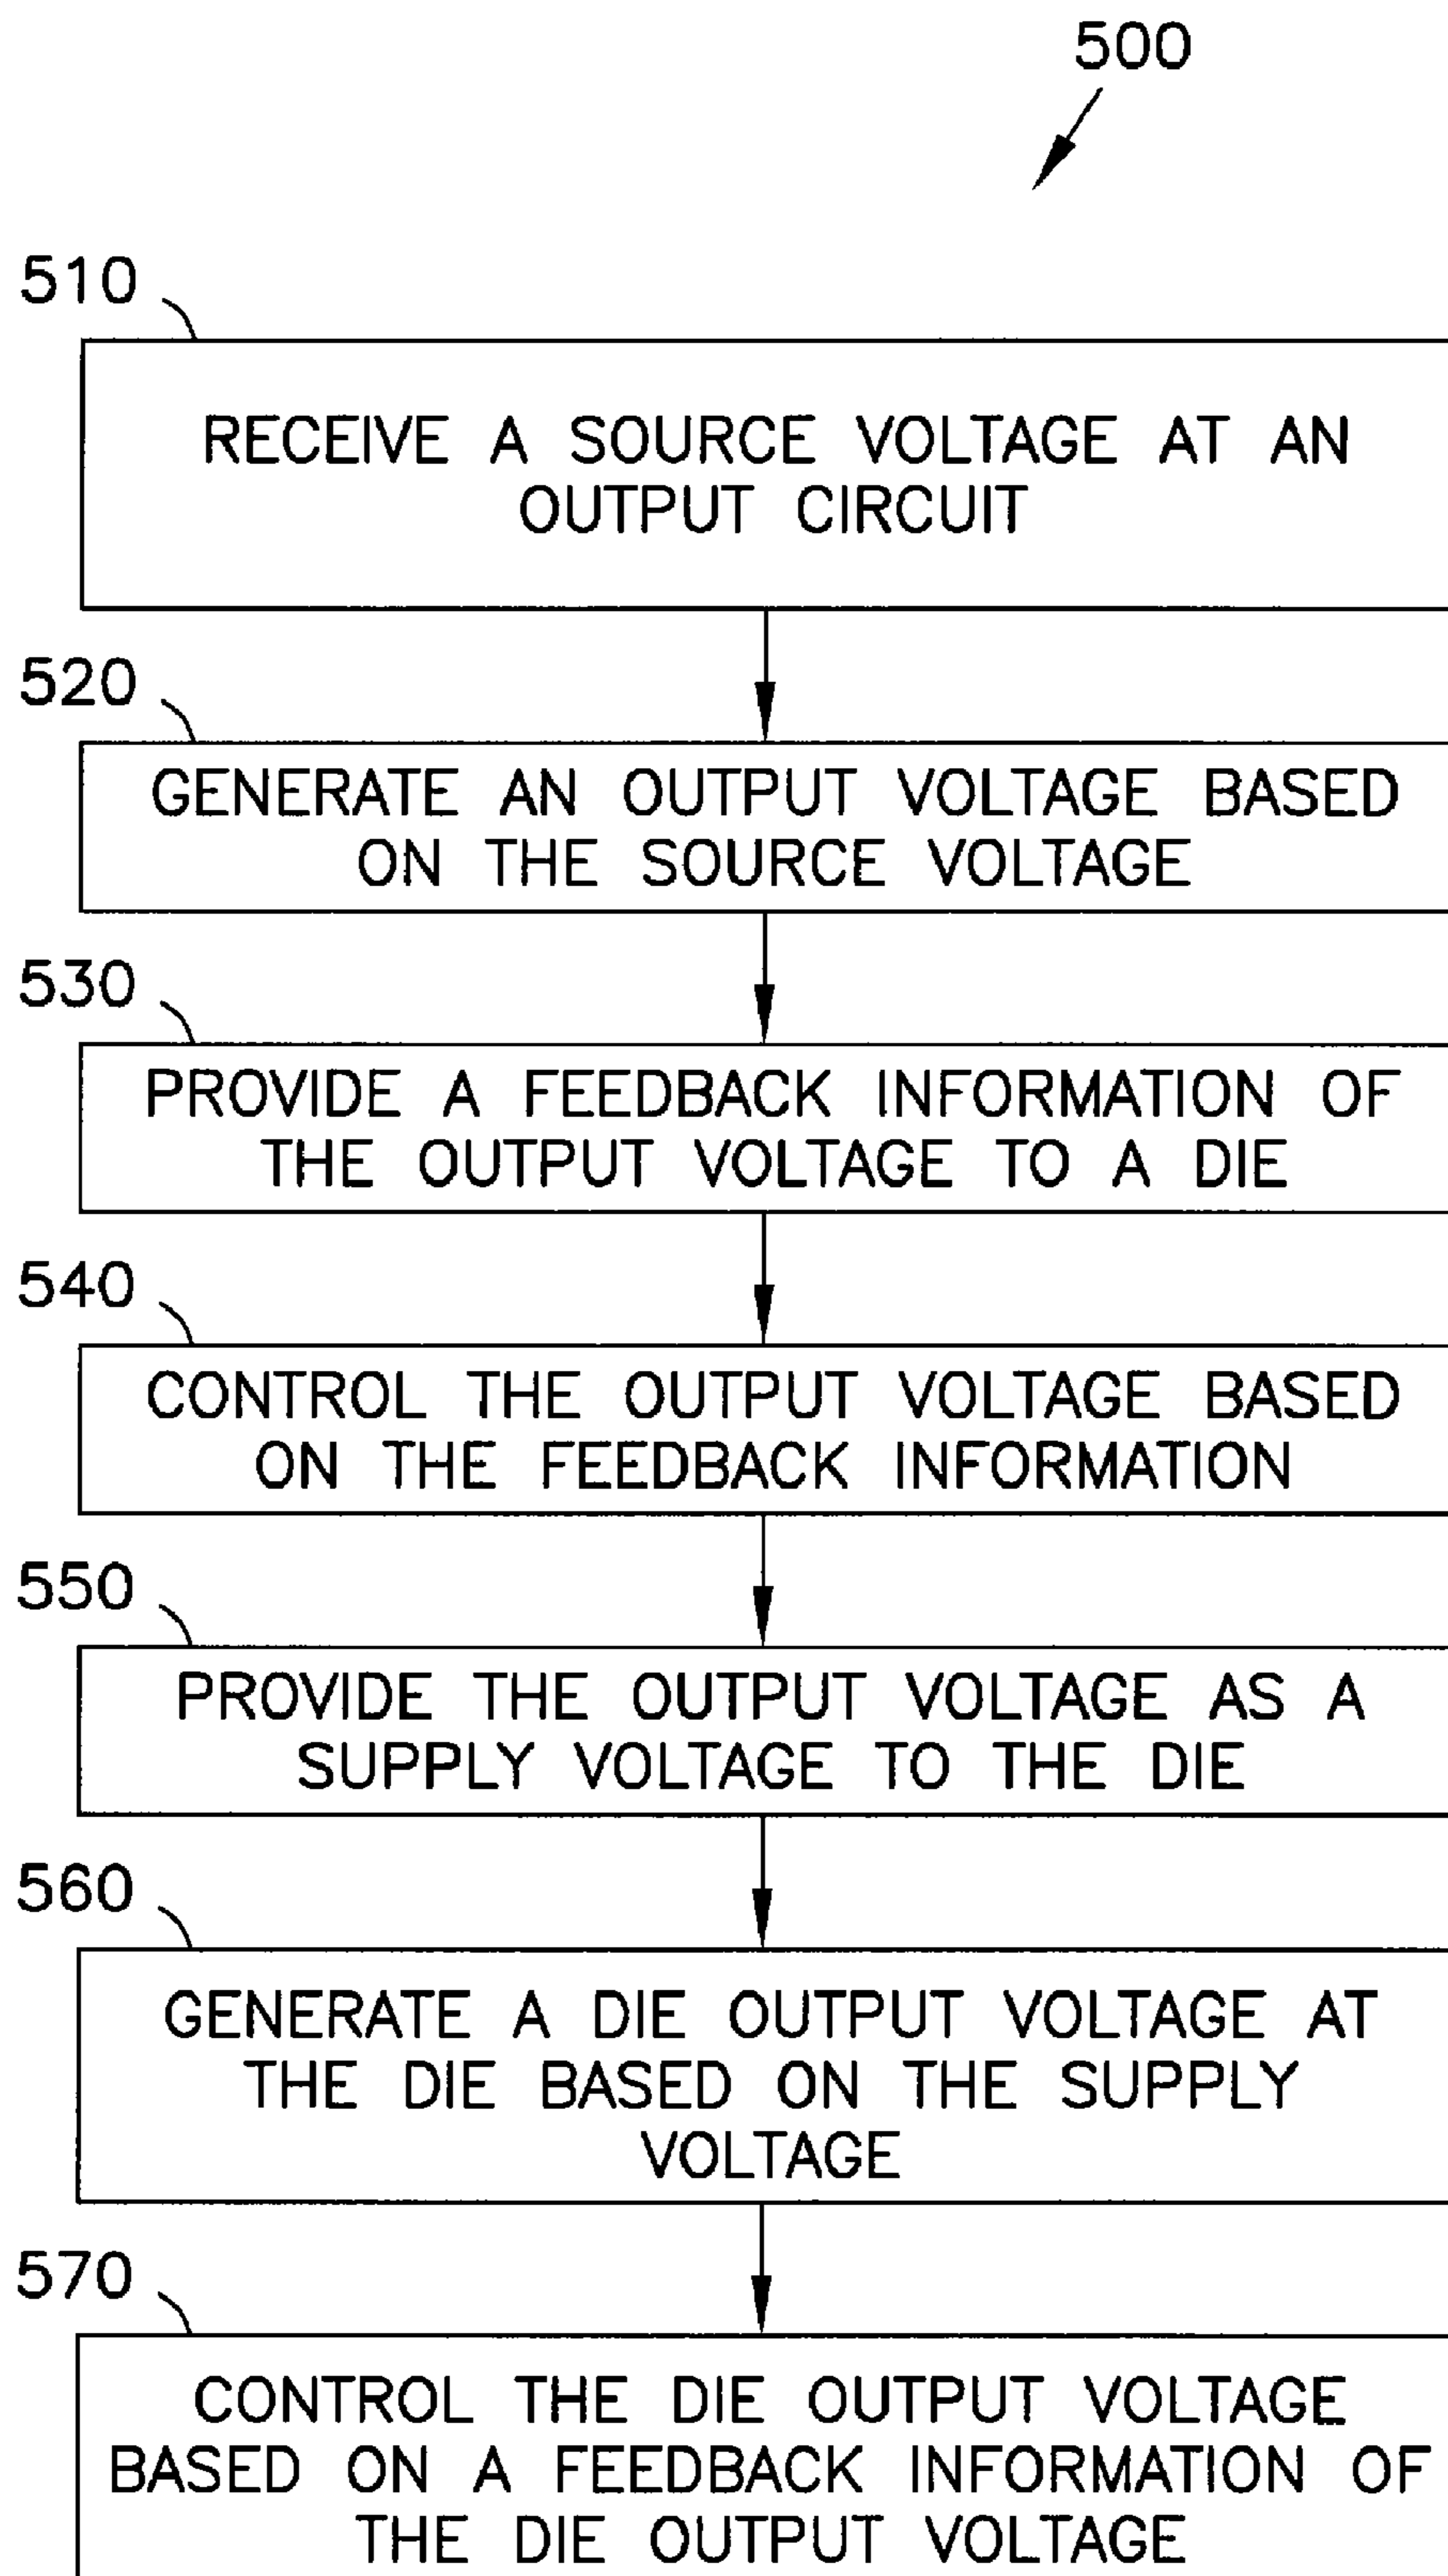 500
510
RECEIVE A SOURCE VOLTAGE AT AN
OUTPUT CIRCUIT
520
GENERATE AN OUTPUT VOLTAGE BASED
ON THE SOURCE VOLTAGE
530
PROVIDE A FEEDBACK INFORMATION OF
THE OUTPUT VOLTAGE TO A DIE
540
CONTROL THE OUTPUT VOLTAGE BASED
ON THE FEEDBACK INFORMATION
550
PROVIDE THE OUTPUT VOLTAGE AS A
SUPPLY VOLTAGE TO THE DIE
560
GENERATE A DIE OUTPUT VOLTAGE AT
THE DIE BASED ON THE SUPPLY
VOLTAGE
570
CONTROL THE DIE OUTPUT VOLTAGE
BASED ON A FEEDBACK INFORMATION OF
THE DIE OUTPUT VOLTAGE